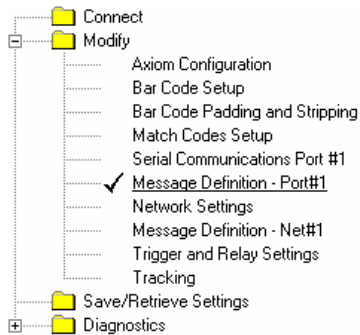 Connect
Modify
Axiom Configuration
Bar Code Setup
Bar Code Padding and Stripping
Match Codes Setup
Serial Communications Port #1
Message Definition - Port#1
Network Settings
Message Definition - Net#1
Trigger and Relay Settings
Tracking
Save/Retrieve Settings
Diagnostics